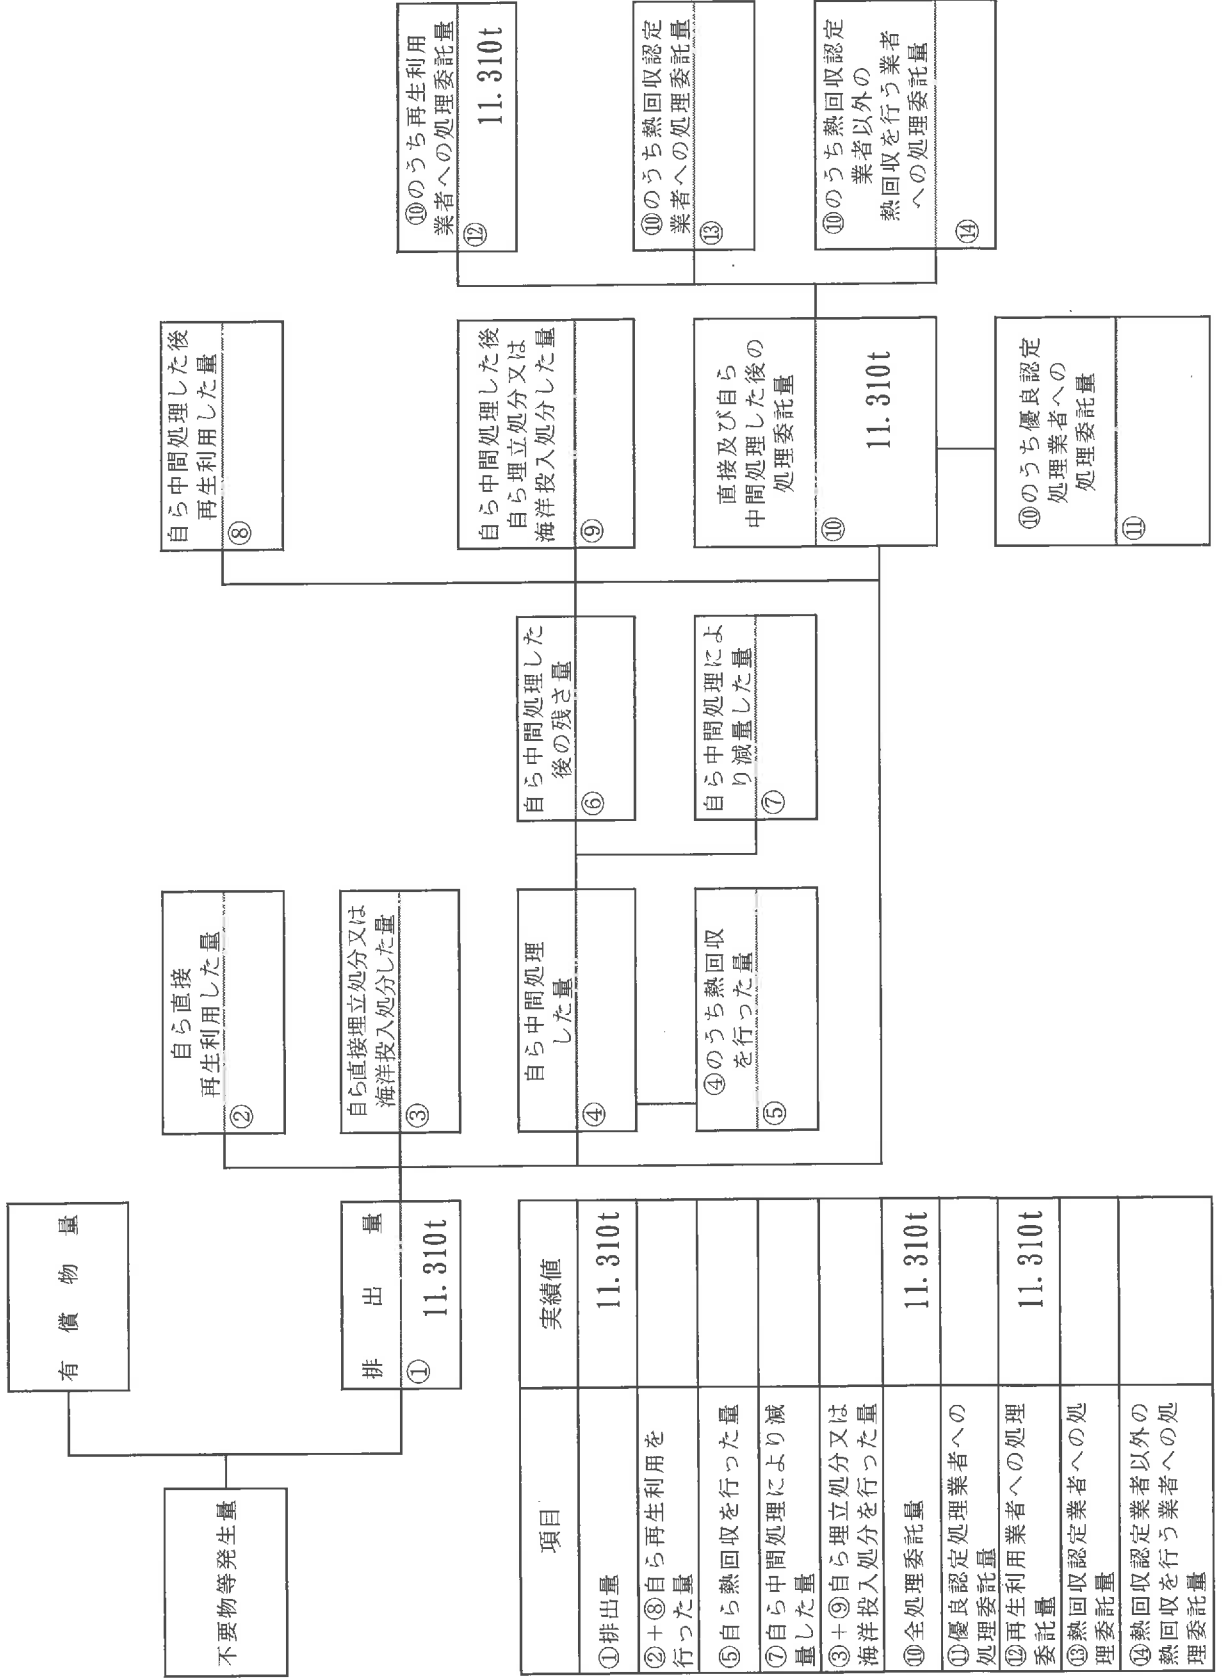 不要物等発生量
有償物量
排出量
①
11.310t
自ら直接
再生利用した量
②
自ら直接埋立処分又は
海洋投入処分した量
③
自ら中間処理
した量
④
④のうち熱回収
を行った量
⑤
自ら中間処理した
後の残さ量
⑥
自ら中間処理によ
り減量した量
⑦
自ら中間処理した後
再生利用した量
⑧
自ら中間処理した後
自ら埋立処分又は
海洋投入処分した量
⑨
直接及び自ら
中間処理した後の
処理委託量
⑩
11.310t
⑩のうち優良認定
処理業者への
処理委託量
⑪
⑩のうち再生利用
業者への処理委託量
⑫
11.310t
⑩のうち熱回収認定
業者への処理委託量
⑬
⑩のうち熱回収認定
業者以外の
熱回収を行う業者
への処理委託量
⑭
項目 実績値
①排出量 11.310t
②+⑧自ら再生利用を
行った量
⑤自ら熱回収を行った量
⑦自ら中間処理により減
量した量
③+⑨自ら埋立処分又は
海洋投入処分を行った量
⑩全処理委託量 11.310t
⑪優良認定処理業者への
処理委託量
⑫再生利用業者への処理
委託量 11.310t
⑬熱回収認定業者への処
理委託量
⑭熱回収認定業者以外の
熱回収を行う業者への処
理委託量